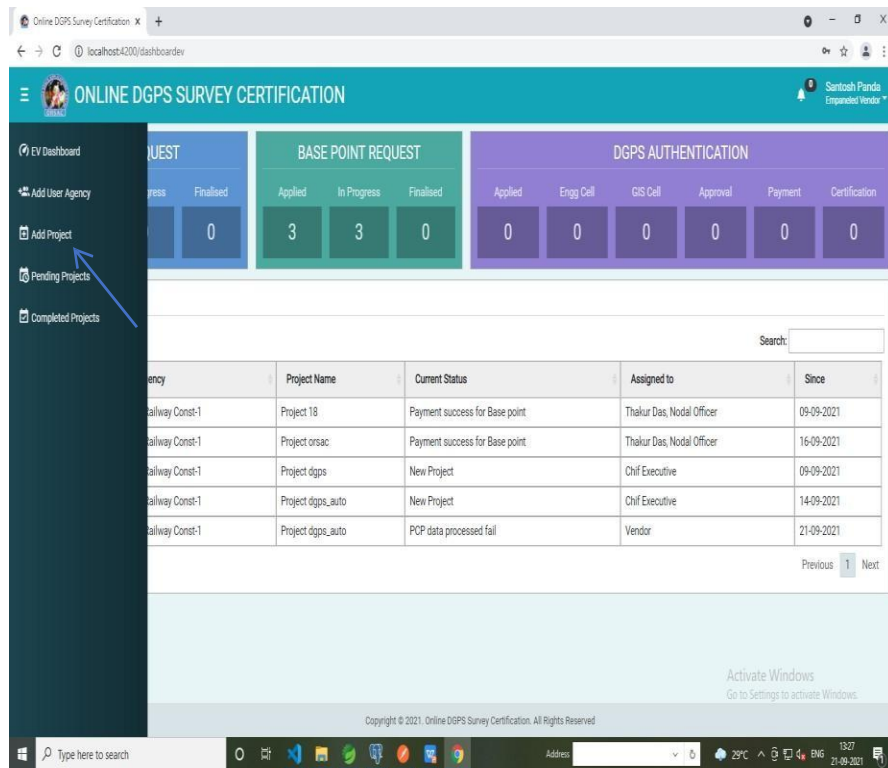 Online DGPS Survey Certification
localhost:4200/dashboardev
ONLINE DGPS SURVEY CERTIFICATION
0
Santosh Panda
Empaneled Vendor
EV Dashboard
Add User Agency
Add Project
Pending Projects
Completed Projects
QUEST
gress Finalised
0
BASE POINT REQUEST
Applied In Progress Finalised
3 3 0
DGPS AUTHENTICATION
Applied Engg Cell GIS Cell Approval Payment Certification
0 0 0 0 0 0
Search:
ency Project Name Current Status Assigned to Since
Railway Const-1 Project 18 Payment success for Base point Thakur Das, Nodal Officer 09-09-2021
Railway Const-1 Project orsac Payment success for Base point Thakur Das, Nodal Officer 16-09-2021
Railway Const-1 Project dgps New Project Chif Executive 09-09-2021
Railway Const-1 Project dgps_auto New Project Chif Executive 14-09-2021
Railway Const-1 Project dgps_auto PCP data processed fail Vendor 21-09-2021
Previous 1 Next
Activate Windows
Go to Settings to activate Windows.
Copyright © 2021. Online DGPS Survey Certification. All Rights Reserved
Type here to search
Address
29°C
ENG
13:27
21-09-2021